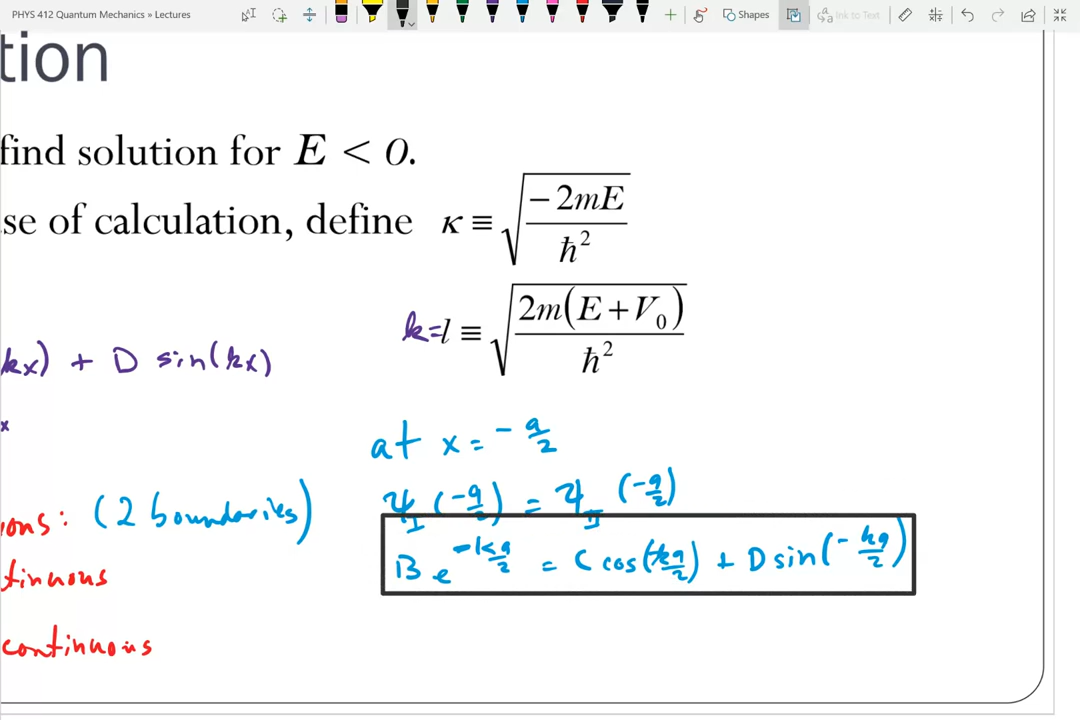 PHYS 412 Quantum Mechanics » Lectures
Shapes
Ink to Text
tion
find solution for E < 0.
se of calculation, define κ ≡ √(−2mE/ħ²)
k=l ≡ √(2m(E+V₀)/ħ²)
kx) + D sin(kx)
x
at x = -a/2
ψ_I(-a/2) = ψ_II(-a/2)
ons: (2 boundaries)
B e^(-κa/2) = C cos(-ka/2) + D sin(-ka/2)
tinuous
continuous